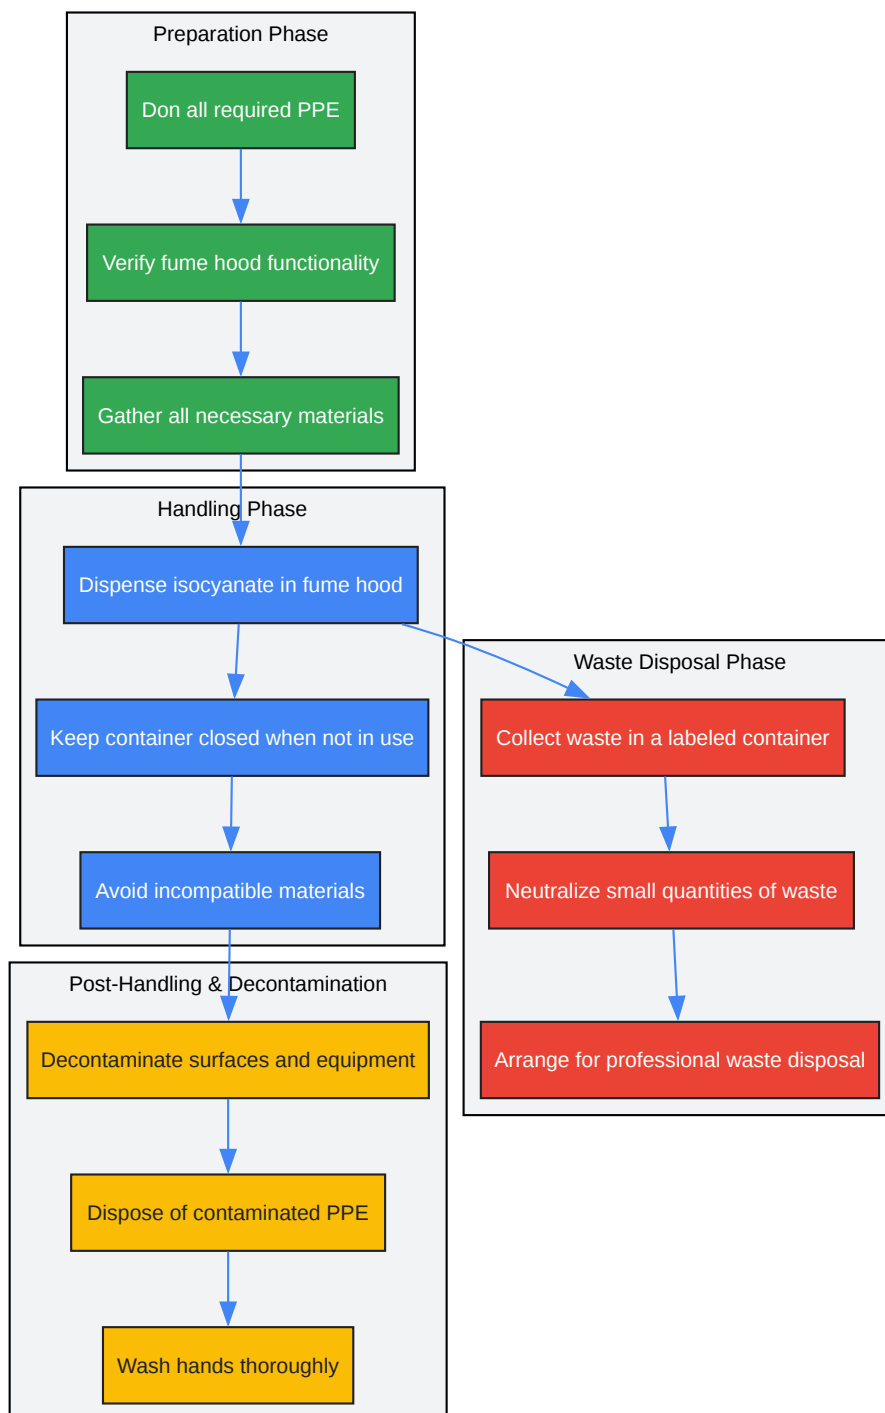 Preparation Phase
Don all required PPE
Verify fume hood functionality
Gather all necessary materials
Handling Phase
Dispense isocyanate in fume hood
Keep container closed when not in use
Avoid incompatible materials
Waste Disposal Phase
Collect waste in a labeled container
Neutralize small quantities of waste
Arrange for professional waste disposal
Post-Handling & Decontamination
Decontaminate surfaces and equipment
Dispose of contaminated PPE
Wash hands thoroughly